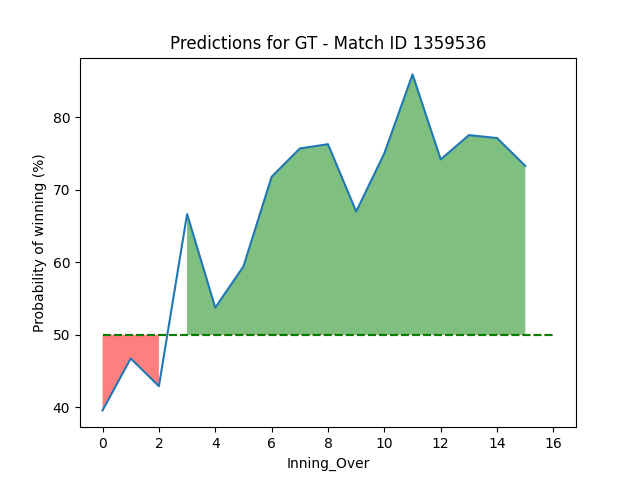 Predictions for GT - Match ID 1359536
Probability of winning (%)
80
70
60
50
40
0 2 4 6 8 10 12 14 16
Inning_Over